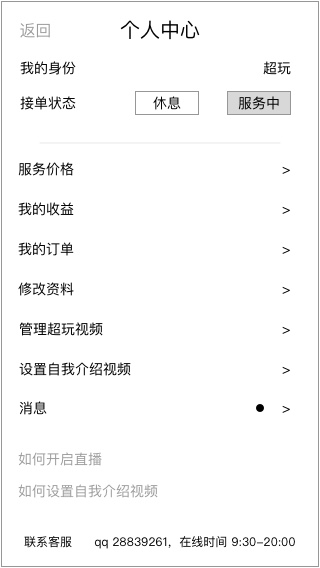 返回 个人中心
我的身份 超玩
接单状态 休息 服务中
服务价格 >
我的收益 >
我的订单 >
修改资料 >
管理超玩视频 >
设置自我介绍视频 >
消息 ● >
如何开启直播
如何设置自我介绍视频
联系客服 qq 28839261，在线时间 9:30-20:00